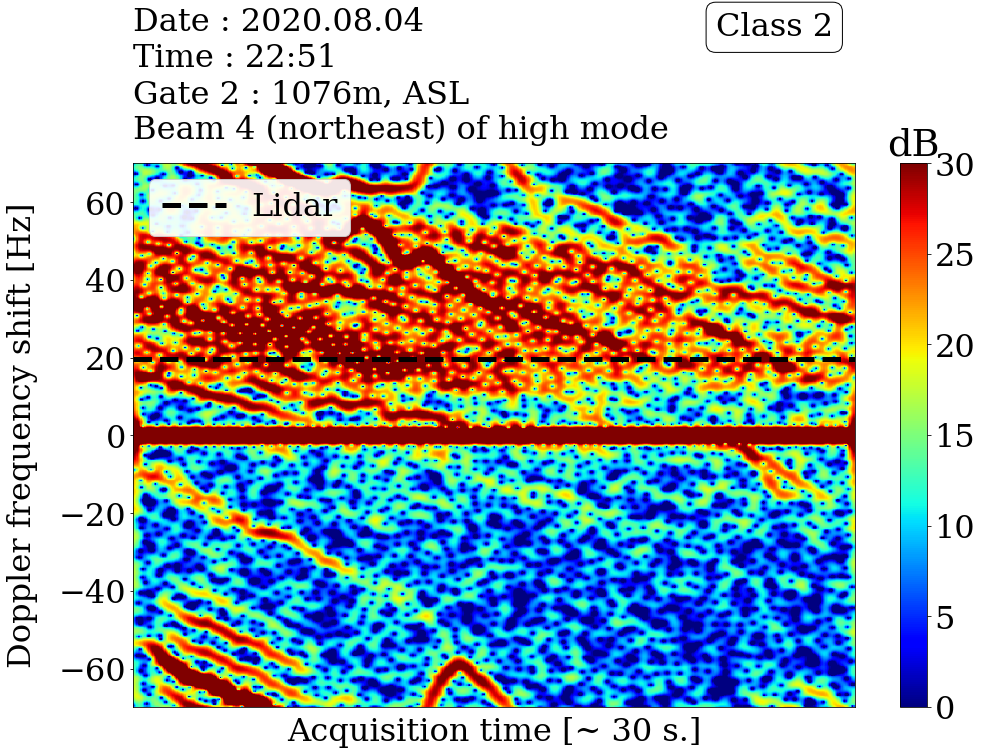 Date : 2020.08.04
Time : 22:51
Gate 2 : 1076m, ASL
Beam 4 (northeast) of high mode
Class 2
dB
Lidar
Doppler frequency shift [Hz]
60
40
20
0
−20
−40
−60
30
25
20
15
10
5
0
Acquisition time [~ 30 s.]